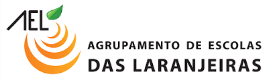 AEL
AGRUPAMENTO DE ESCOLAS
DAS LARANJEIRAS